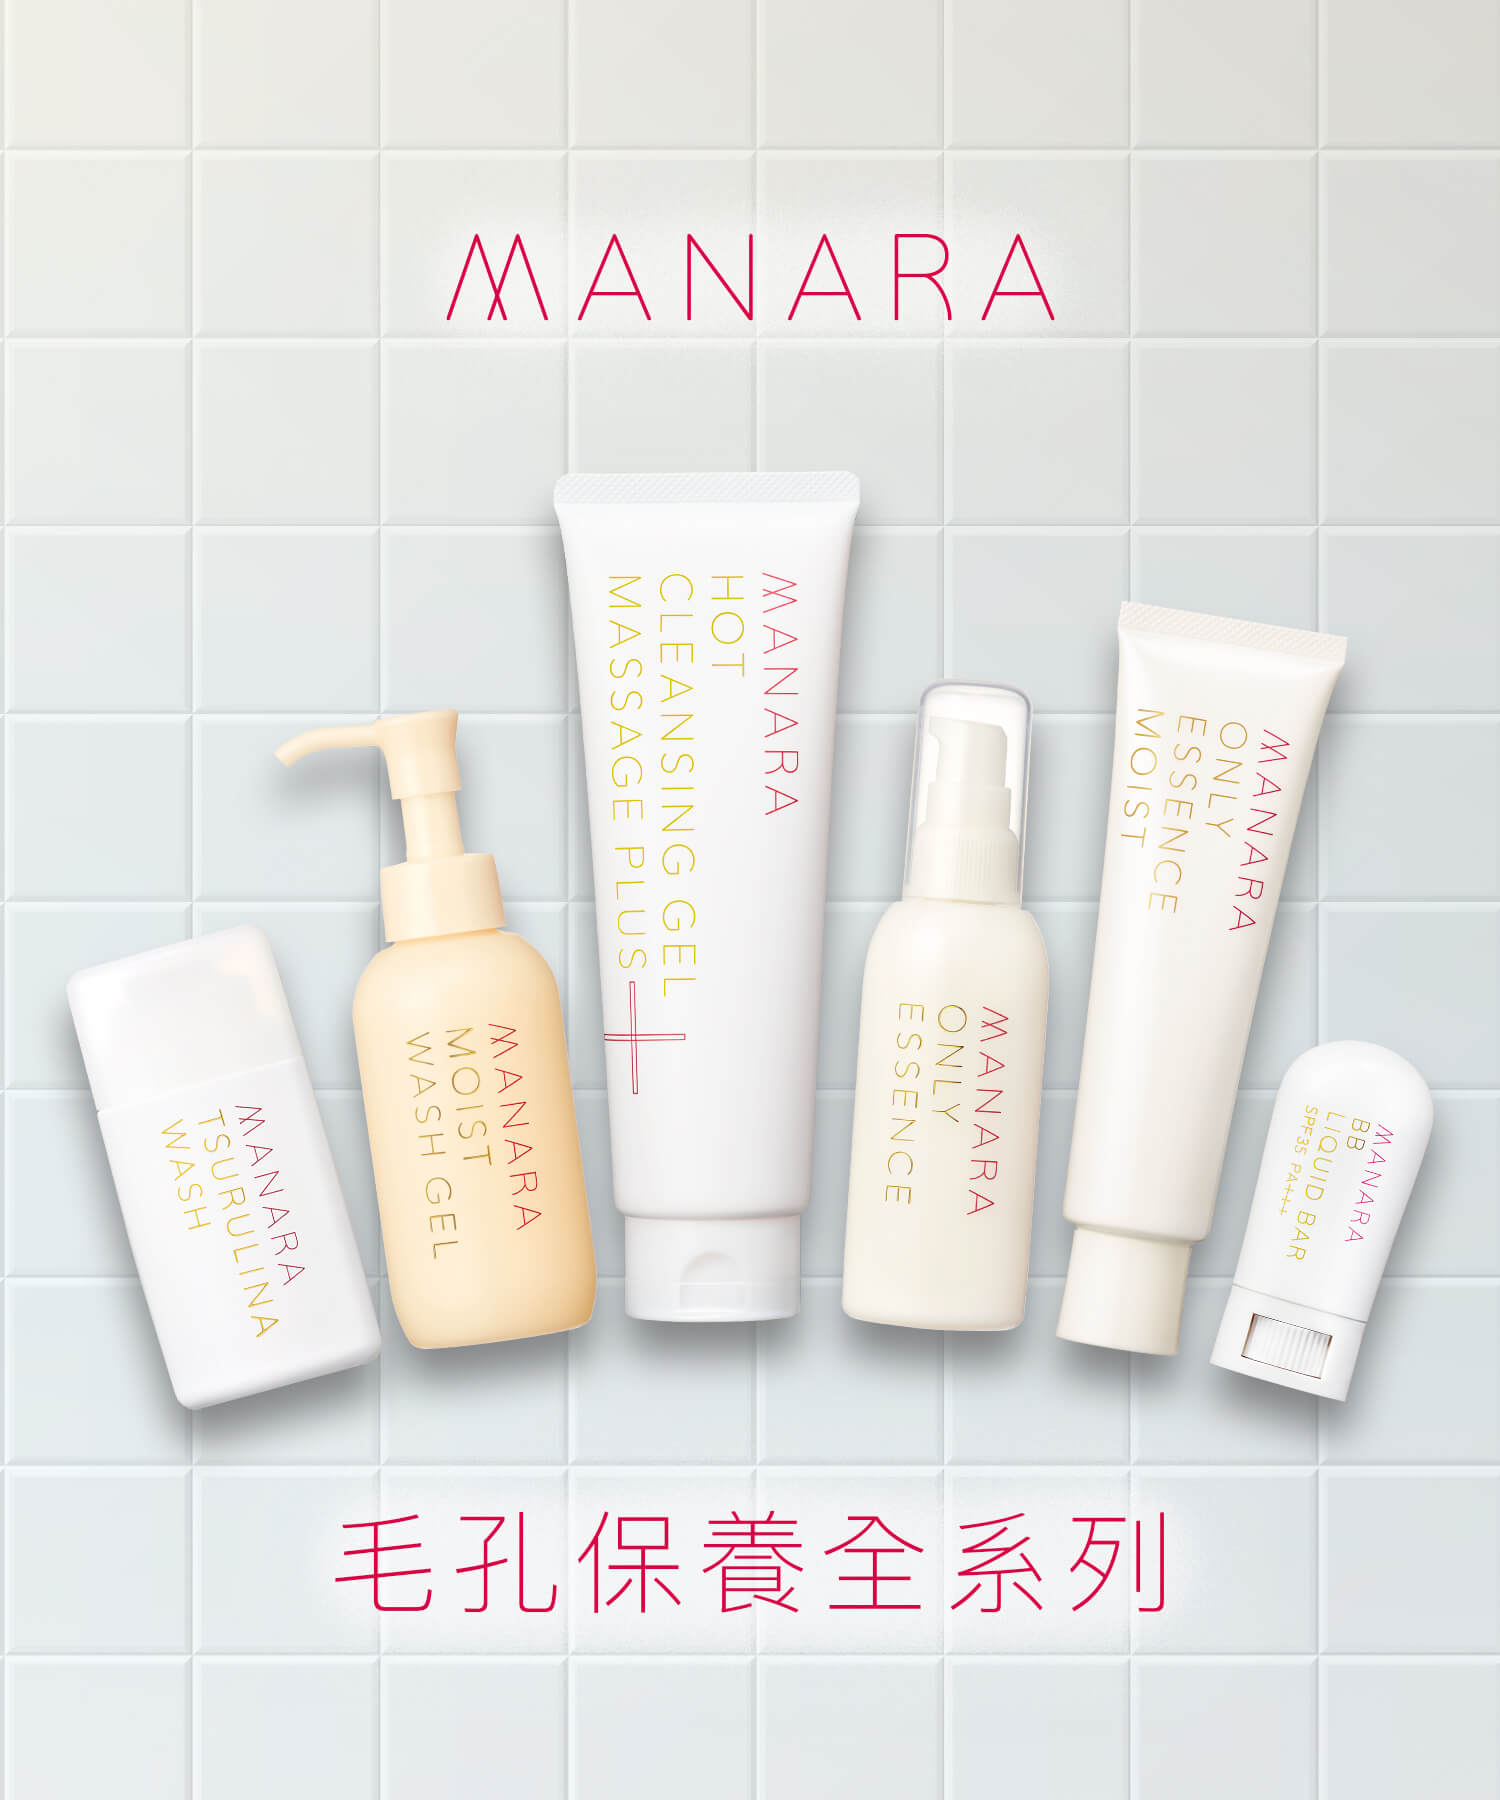 MANARA
MANARA
TSURULINA
WASH
MANARA
MOIST
WASH GEL
MANARA
HOT
CLEANSING GEL
MASSAGE PLUS
MANARA
ONLY
ESSENCE
MANARA
ONLY
ESSENCE
MOIST
MANARA
BB
LIQUID BAR
SPF35 PA+++
毛孔保養全系列